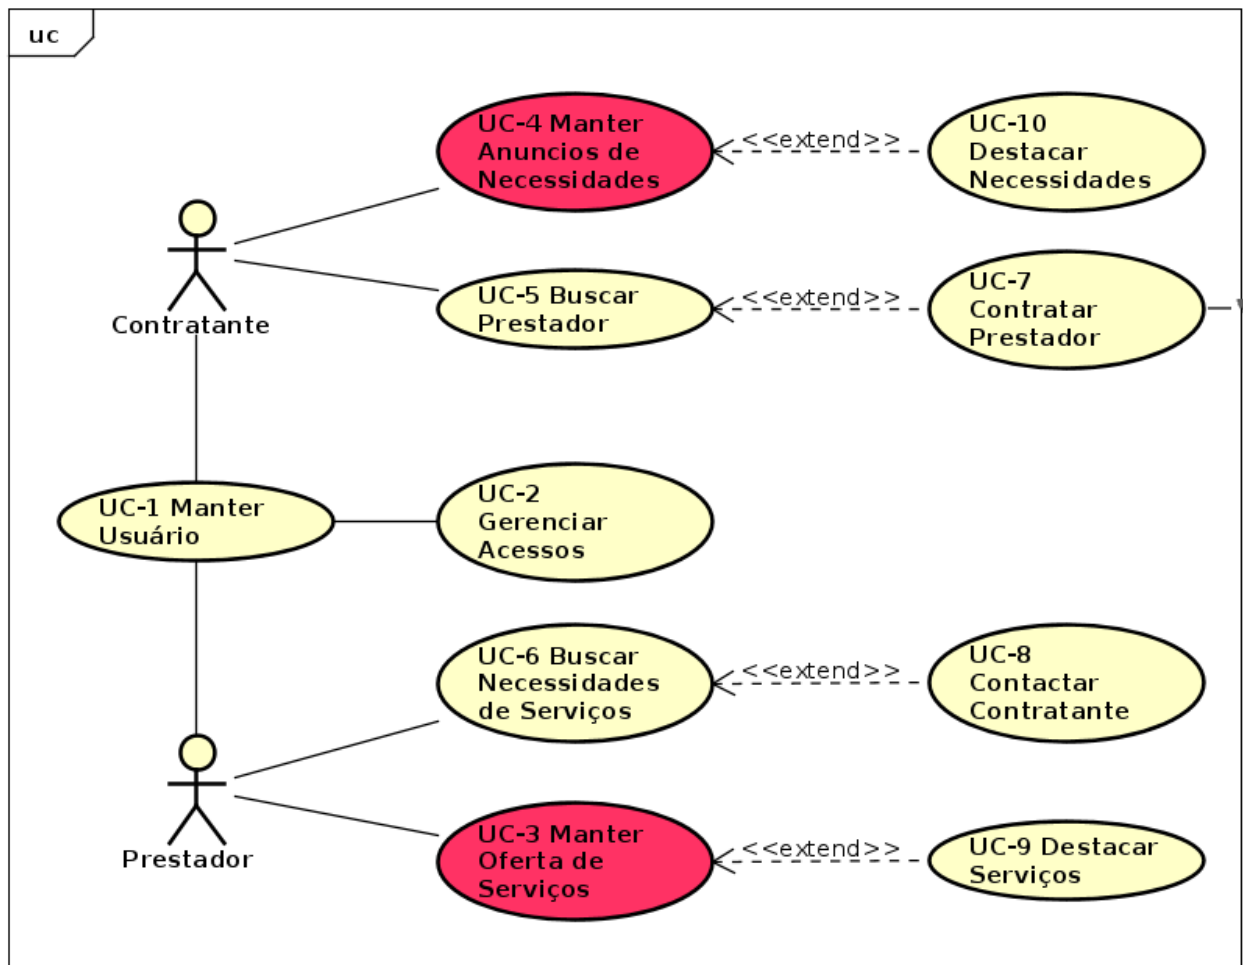 uc
UC-4 Manter
Anuncios de
Necessidades
<<extend>>
UC-10
Destacar
Necessidades
Contratante
UC-5 Buscar
Prestador
<<extend>>
UC-7
Contratar
Prestador
UC-1 Manter
Usuário
UC-2
Gerenciar
Acessos
UC-6 Buscar
Necessidades
de Serviços
<<extend>>
UC-8
Contactar
Contratante
Prestador
UC-3 Manter
Oferta de
Serviços
<<extend>>
UC-9 Destacar
Serviços